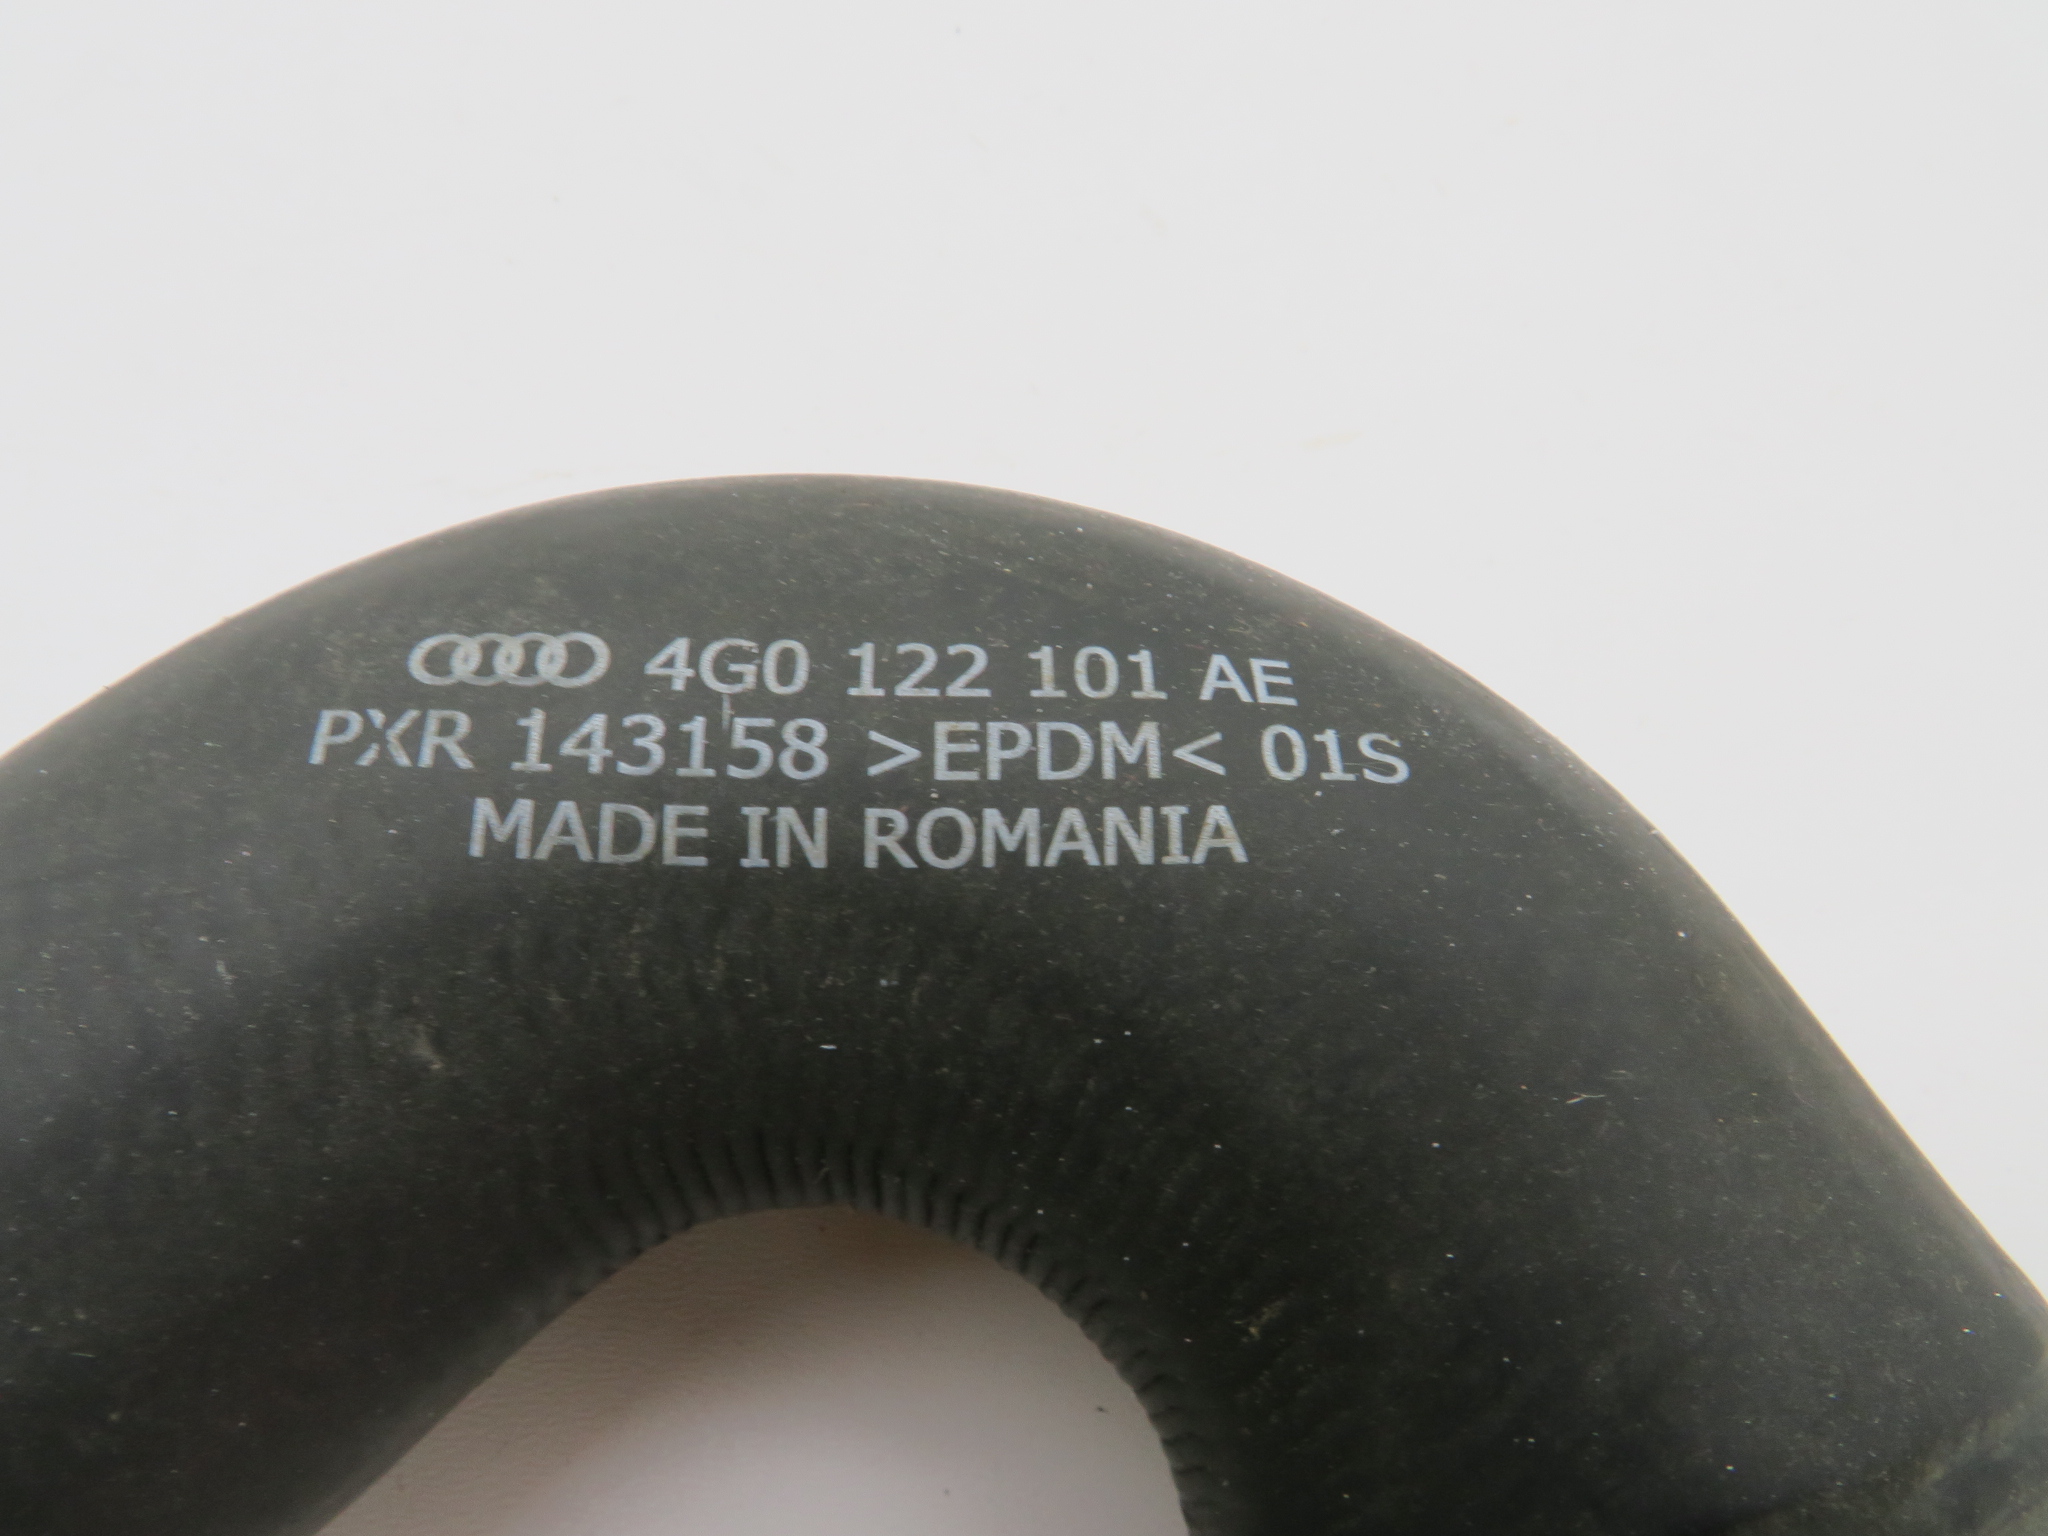 4G0 122 101 AE
PXR 143158 >EPDM< 01S
MADE IN ROMANIA